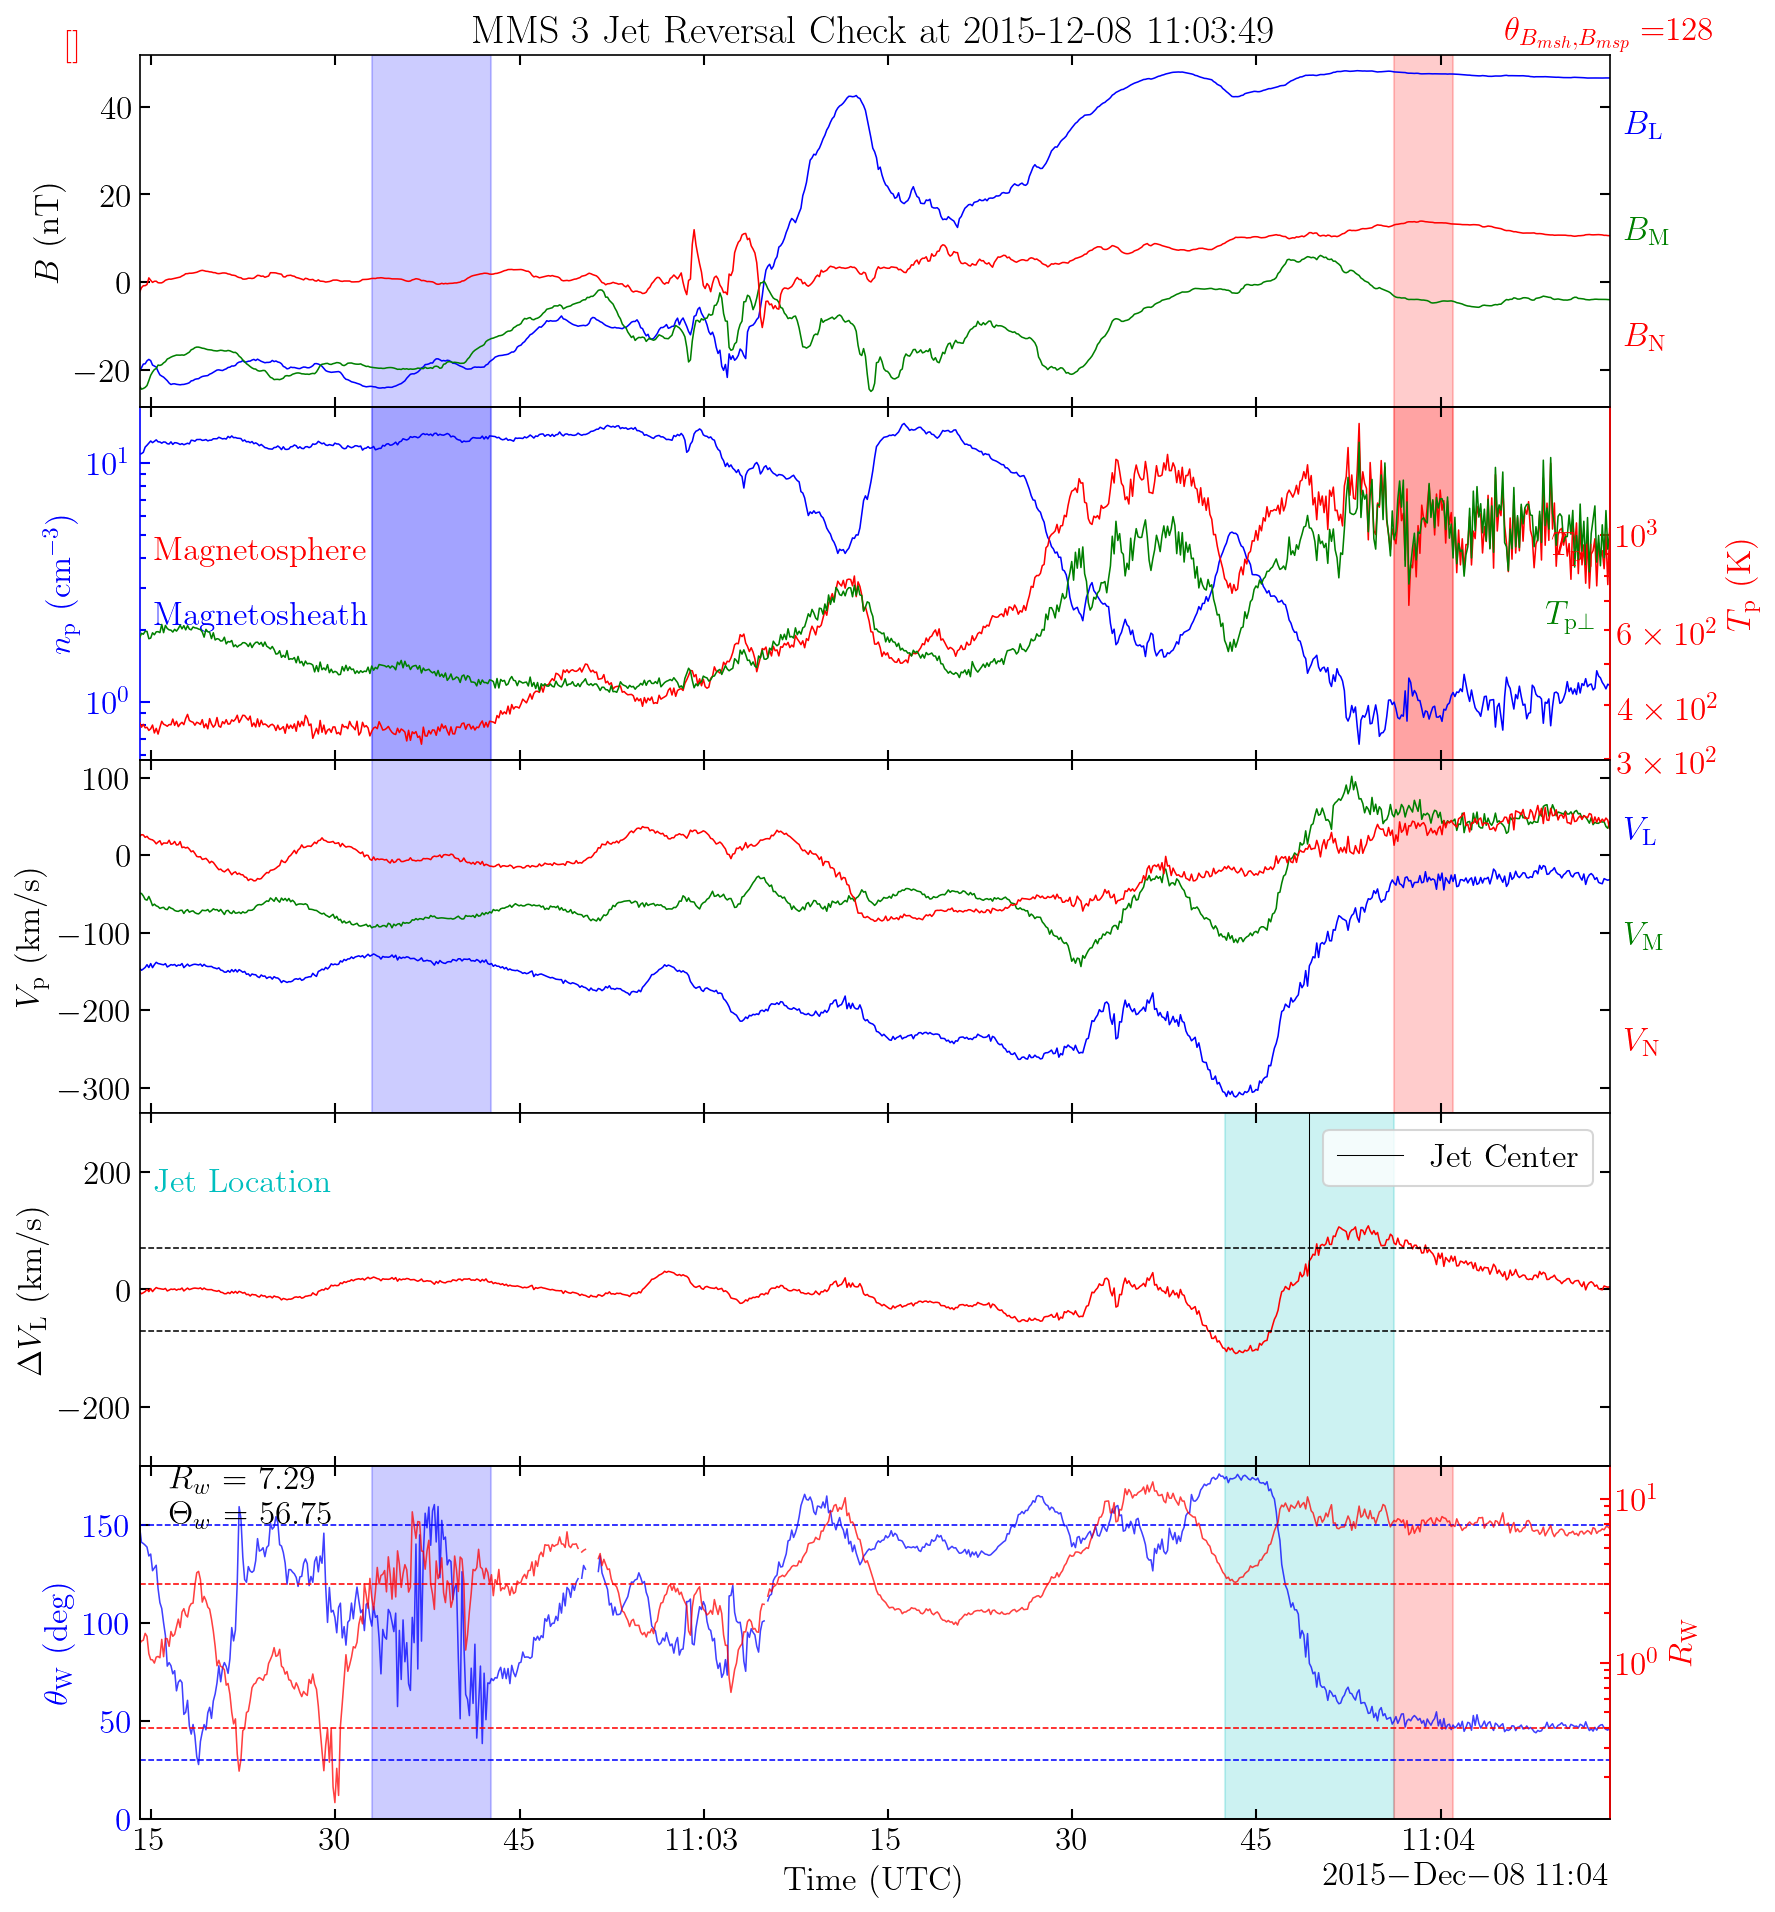 MMS 3 Jet Reversal Check at 2015-12-08 11:03:49
θ_{B_{msh},B_{msp}} =128
[]
40
20
0
−20
B (nT)
B_L
B_M
B_N
10^1
10^0
n_p (cm^{−3})
Magnetosphere
Magnetosheath
T_{p⊥}
10^3
6 × 10^2
4 × 10^2
3 × 10^2
T_p (K)
100
0
−100
−200
−300
V_p (km/s)
V_L
V_M
V_N
200
0
−200
ΔV_L (km/s)
Jet Location
Jet Center
R_w = 7.29
Θ_w = 56.75
150
100
50
0
θ_W (deg)
10^1
10^0
R_W
15 30 45 11:03 15 30 45 11:04
Time (UTC)
2015−Dec−08 11:04